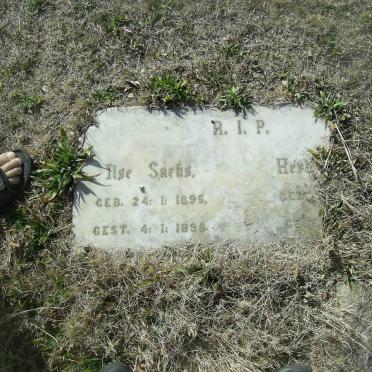 R. I. P.
Ilse Sachs.
GEB. 24: 1: 1895,
GEST. 4: 1: 1896.